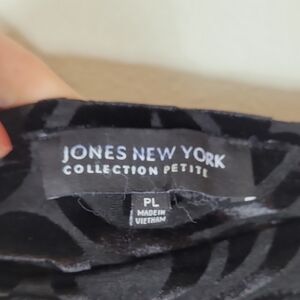 JONES NEW YORK
COLLECTION PETITE
PL
MADE IN
VIETNAM